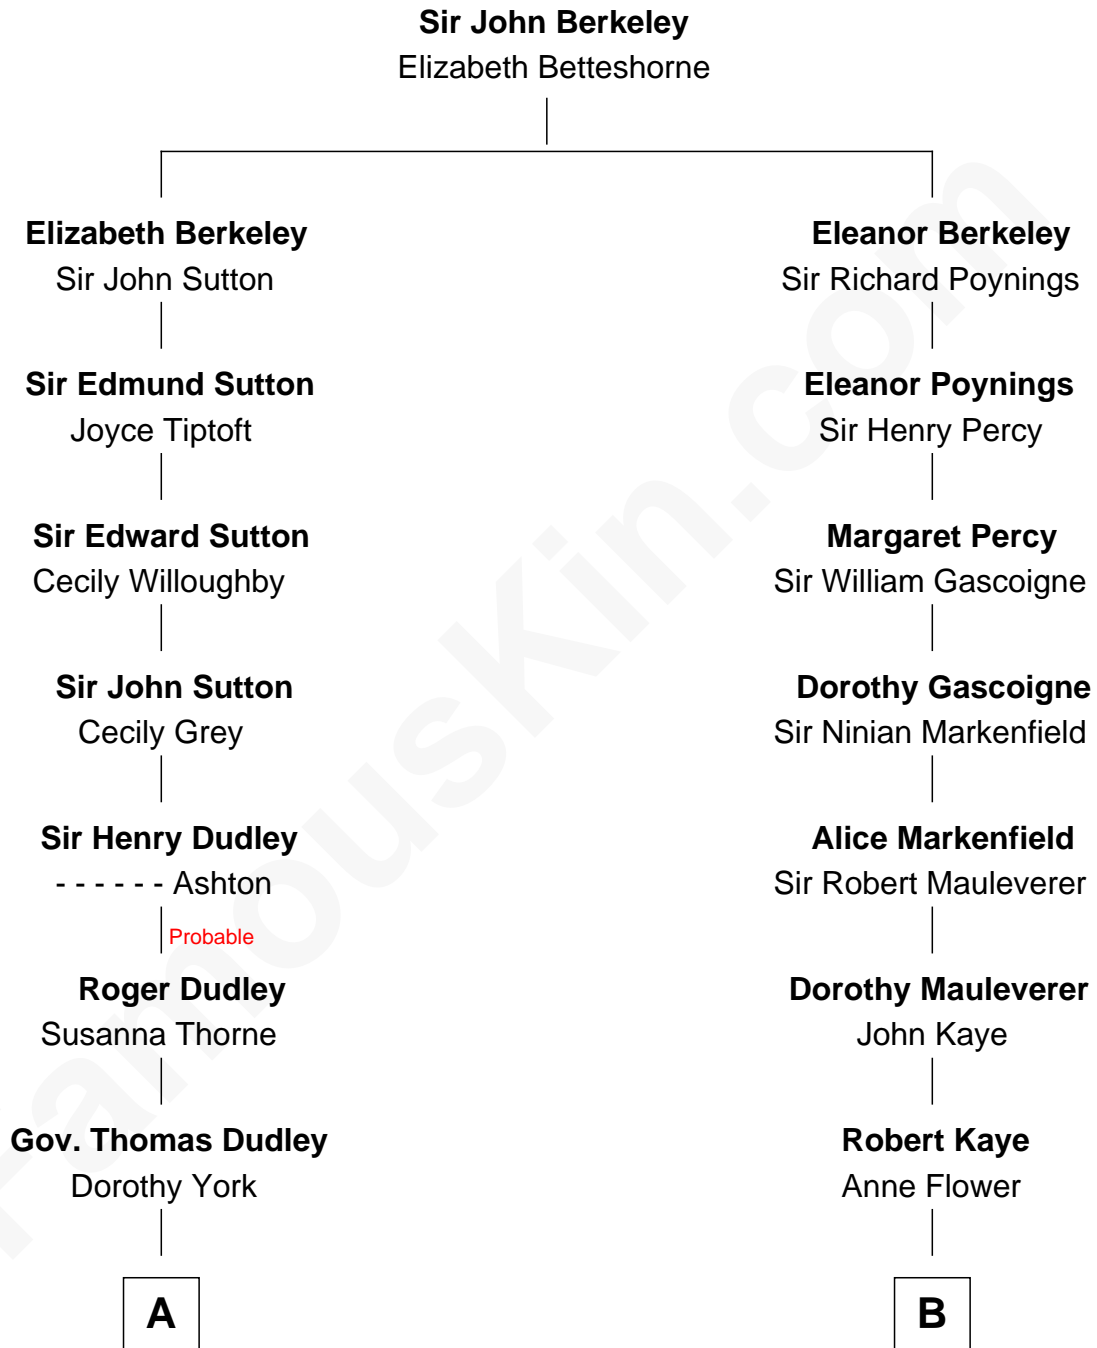 Sir John Berkeley
Elizabeth Betteshorne
Elizabeth Berkeley
Sir John Sutton
Eleanor Berkeley
Sir Richard Poynings
Sir Edmund Sutton
Joyce Tiptoft
Eleanor Poynings
Sir Henry Percy
Sir Edward Sutton
Cecily Willoughby
Margaret Percy
Sir William Gascoigne
Sir John Sutton
Cecily Grey
Dorothy Gascoigne
Sir Ninian Markenfield
Sir Henry Dudley
- - - - - - Ashton
Alice Markenfield
Sir Robert Mauleverer
Probable
Roger Dudley
Susanna Thorne
Dorothy Mauleverer
John Kaye
Gov. Thomas Dudley
Dorothy York
Robert Kaye
Anne Flower
A
B
FamousKin.com